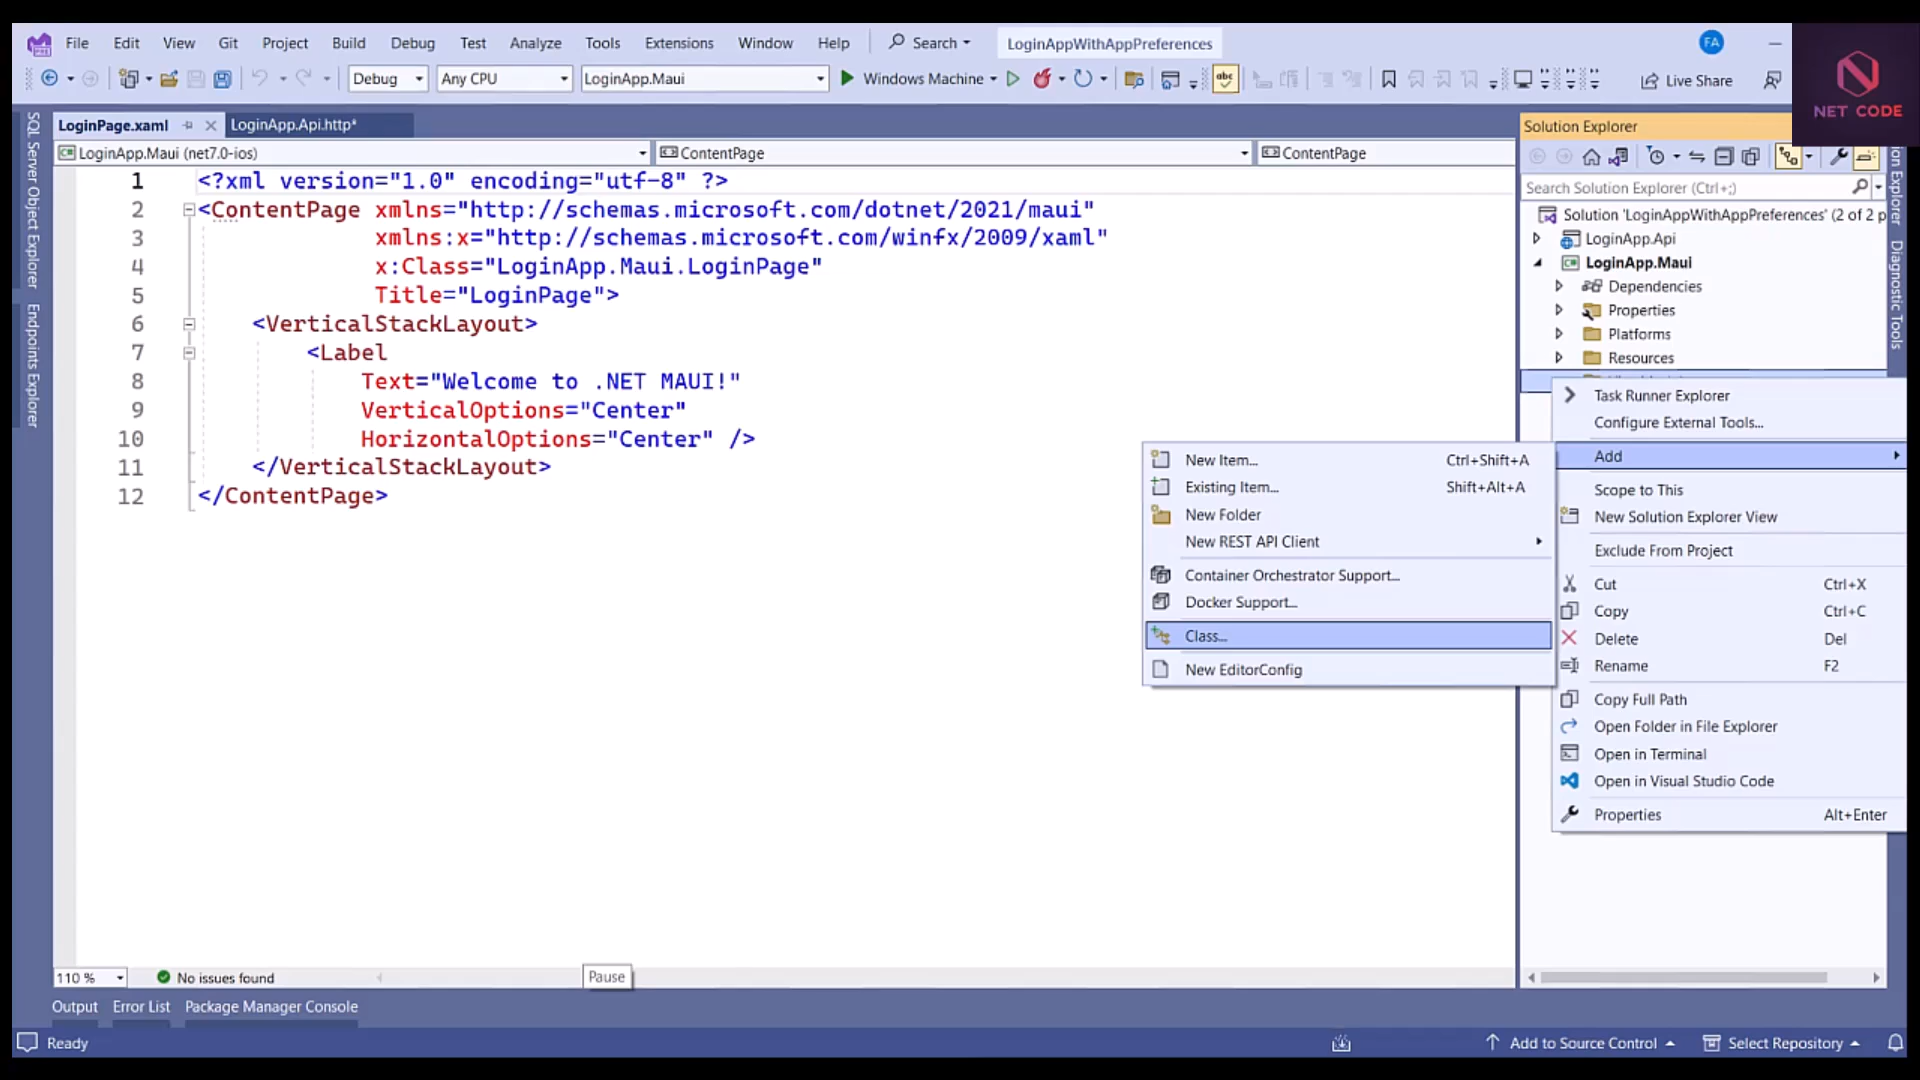 File Edit View Git Project Build Debug Test Analyze Tools Extensions Window Help Search LoginAppWithAppPreferences FA
Debug Any CPU LoginApp.Maui Windows Machine abc Live Share
NET CODE
SQL Server Object Explorer
Endpoints Explorer
LoginPage.xaml LoginApp.Api.http*
LoginApp.Maui (net7.0-ios) ContentPage ContentPage
1 <?xml version="1.0" encoding="utf-8" ?>
2 <ContentPage xmlns="http://schemas.microsoft.com/dotnet/2021/maui"
3 xmlns:x="http://schemas.microsoft.com/winfx/2009/xaml"
4 x:Class="LoginApp.Maui.LoginPage"
5 Title="LoginPage">
6 <VerticalStackLayout>
7 <Label
8 Text="Welcome to .NET MAUI!"
9 VerticalOptions="Center"
10 HorizontalOptions="Center" />
11 </VerticalStackLayout>
12 </ContentPage>
Solution Explorer
Search Solution Explorer (Ctrl+;)
Solution 'LoginAppWithAppPreferences' (2 of 2 p
LoginApp.Api
LoginApp.Maui
Dependencies
Properties
Platforms
Resources
Explorer
Diagnostic Tools
Task Runner Explorer
Configure External Tools...
Add
Scope to This
New Solution Explorer View
Exclude From Project
Cut Ctrl+X
Copy Ctrl+C
Delete Del
Rename F2
Copy Full Path
Open Folder in File Explorer
Open in Terminal
Open in Visual Studio Code
Properties Alt+Enter
New Item... Ctrl+Shift+A
Existing Item... Shift+Alt+A
New Folder
New REST API Client
Container Orchestrator Support...
Docker Support...
Class...
New EditorConfig
110 % No issues found Pause
Output Error List Package Manager Console
Ready Add to Source Control Select Repository